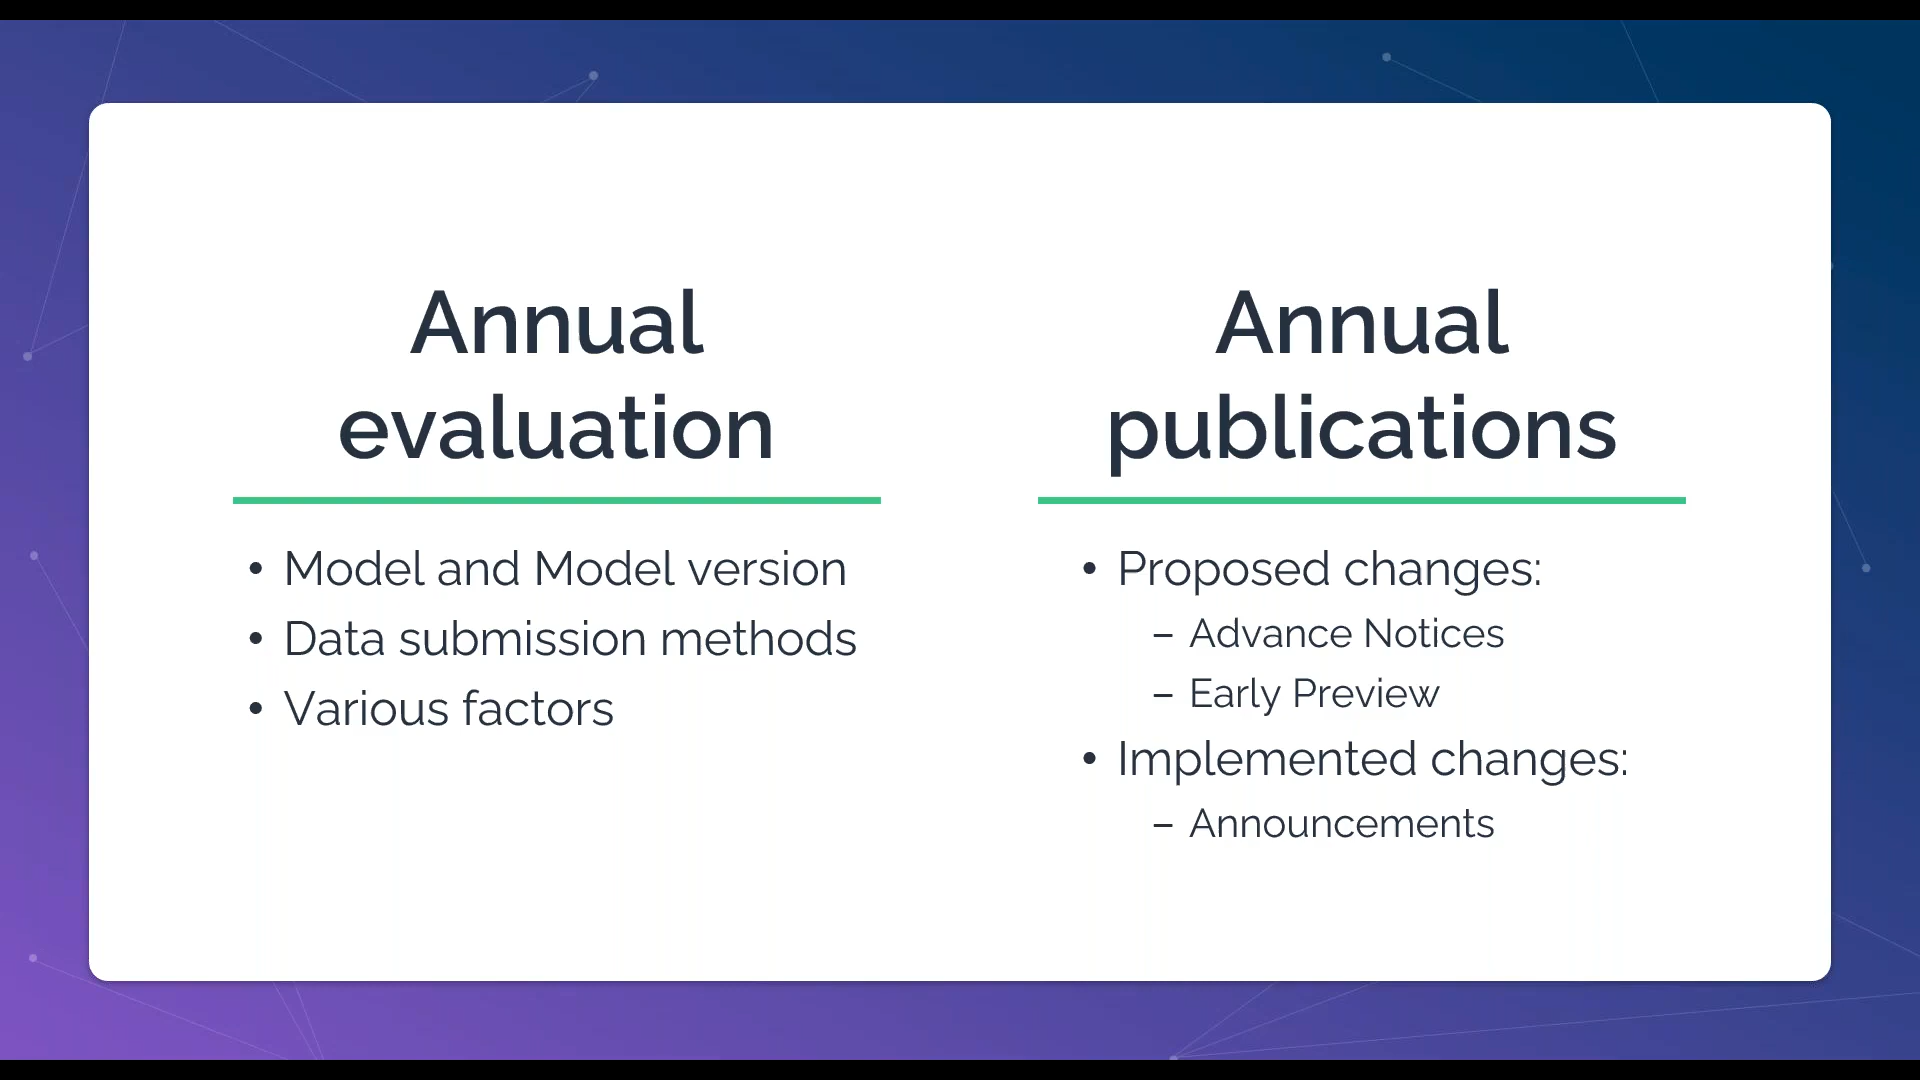 Annual
evaluation
• Model and Model version
• Data submission methods
• Various factors
Annual
publications
• Proposed changes:
– Advance Notices
– Early Preview
• Implemented changes:
– Announcements